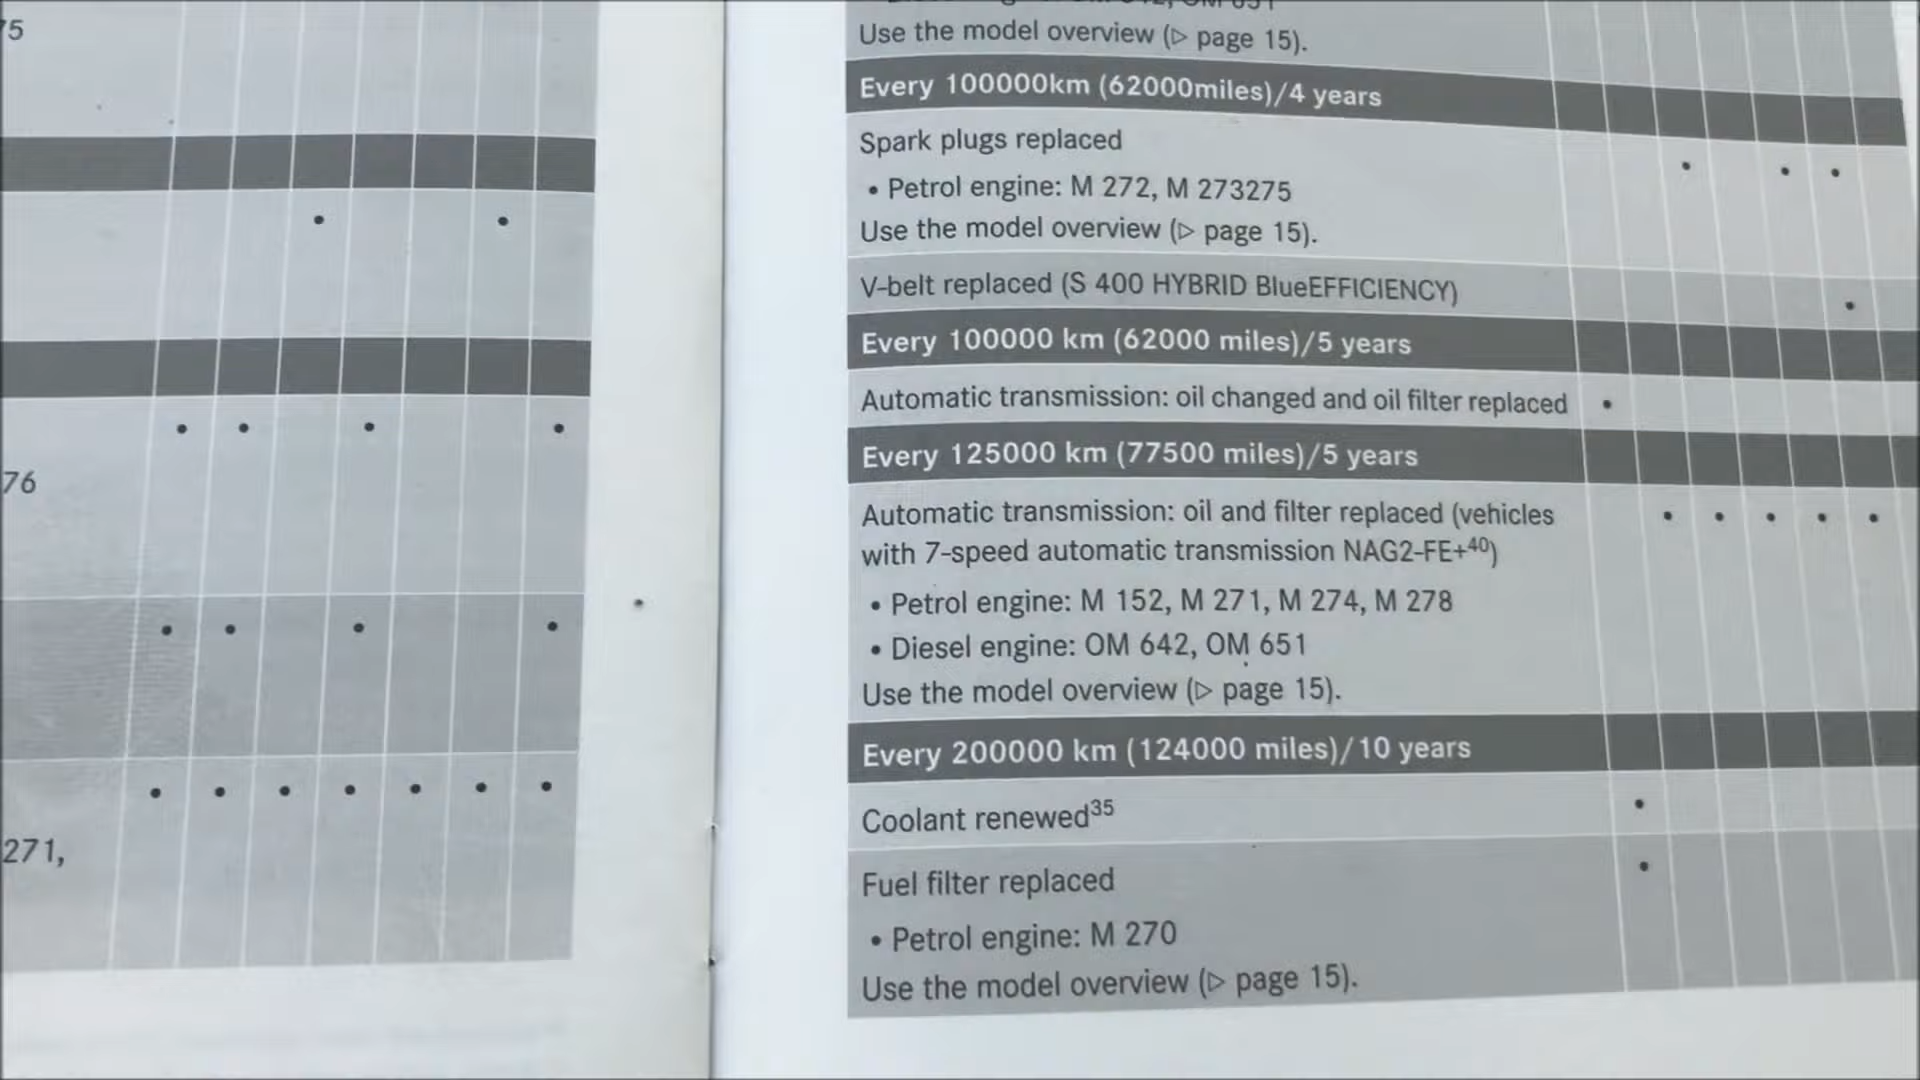 75
76
271,
Use the model overview (▷ page 15).
Every 100000km (62000miles)/4 years
Spark plugs replaced
• Petrol engine: M 272, M 273275
Use the model overview (▷ page 15).
V-belt replaced (S 400 HYBRID BlueEFFICIENCY)
Every 100000 km (62000 miles)/5 years
Automatic transmission: oil changed and oil filter replaced
Every 125000 km (77500 miles)/5 years
Automatic transmission: oil and filter replaced (vehicles
with 7-speed automatic transmission NAG2-FE+40)
• Petrol engine: M 152, M 271, M 274, M 278
• Diesel engine: OM 642, OM 651
Use the model overview (▷ page 15).
Every 200000 km (124000 miles)/10 years
Coolant renewed35
Fuel filter replaced
• Petrol engine: M 270
Use the model overview (▷ page 15).